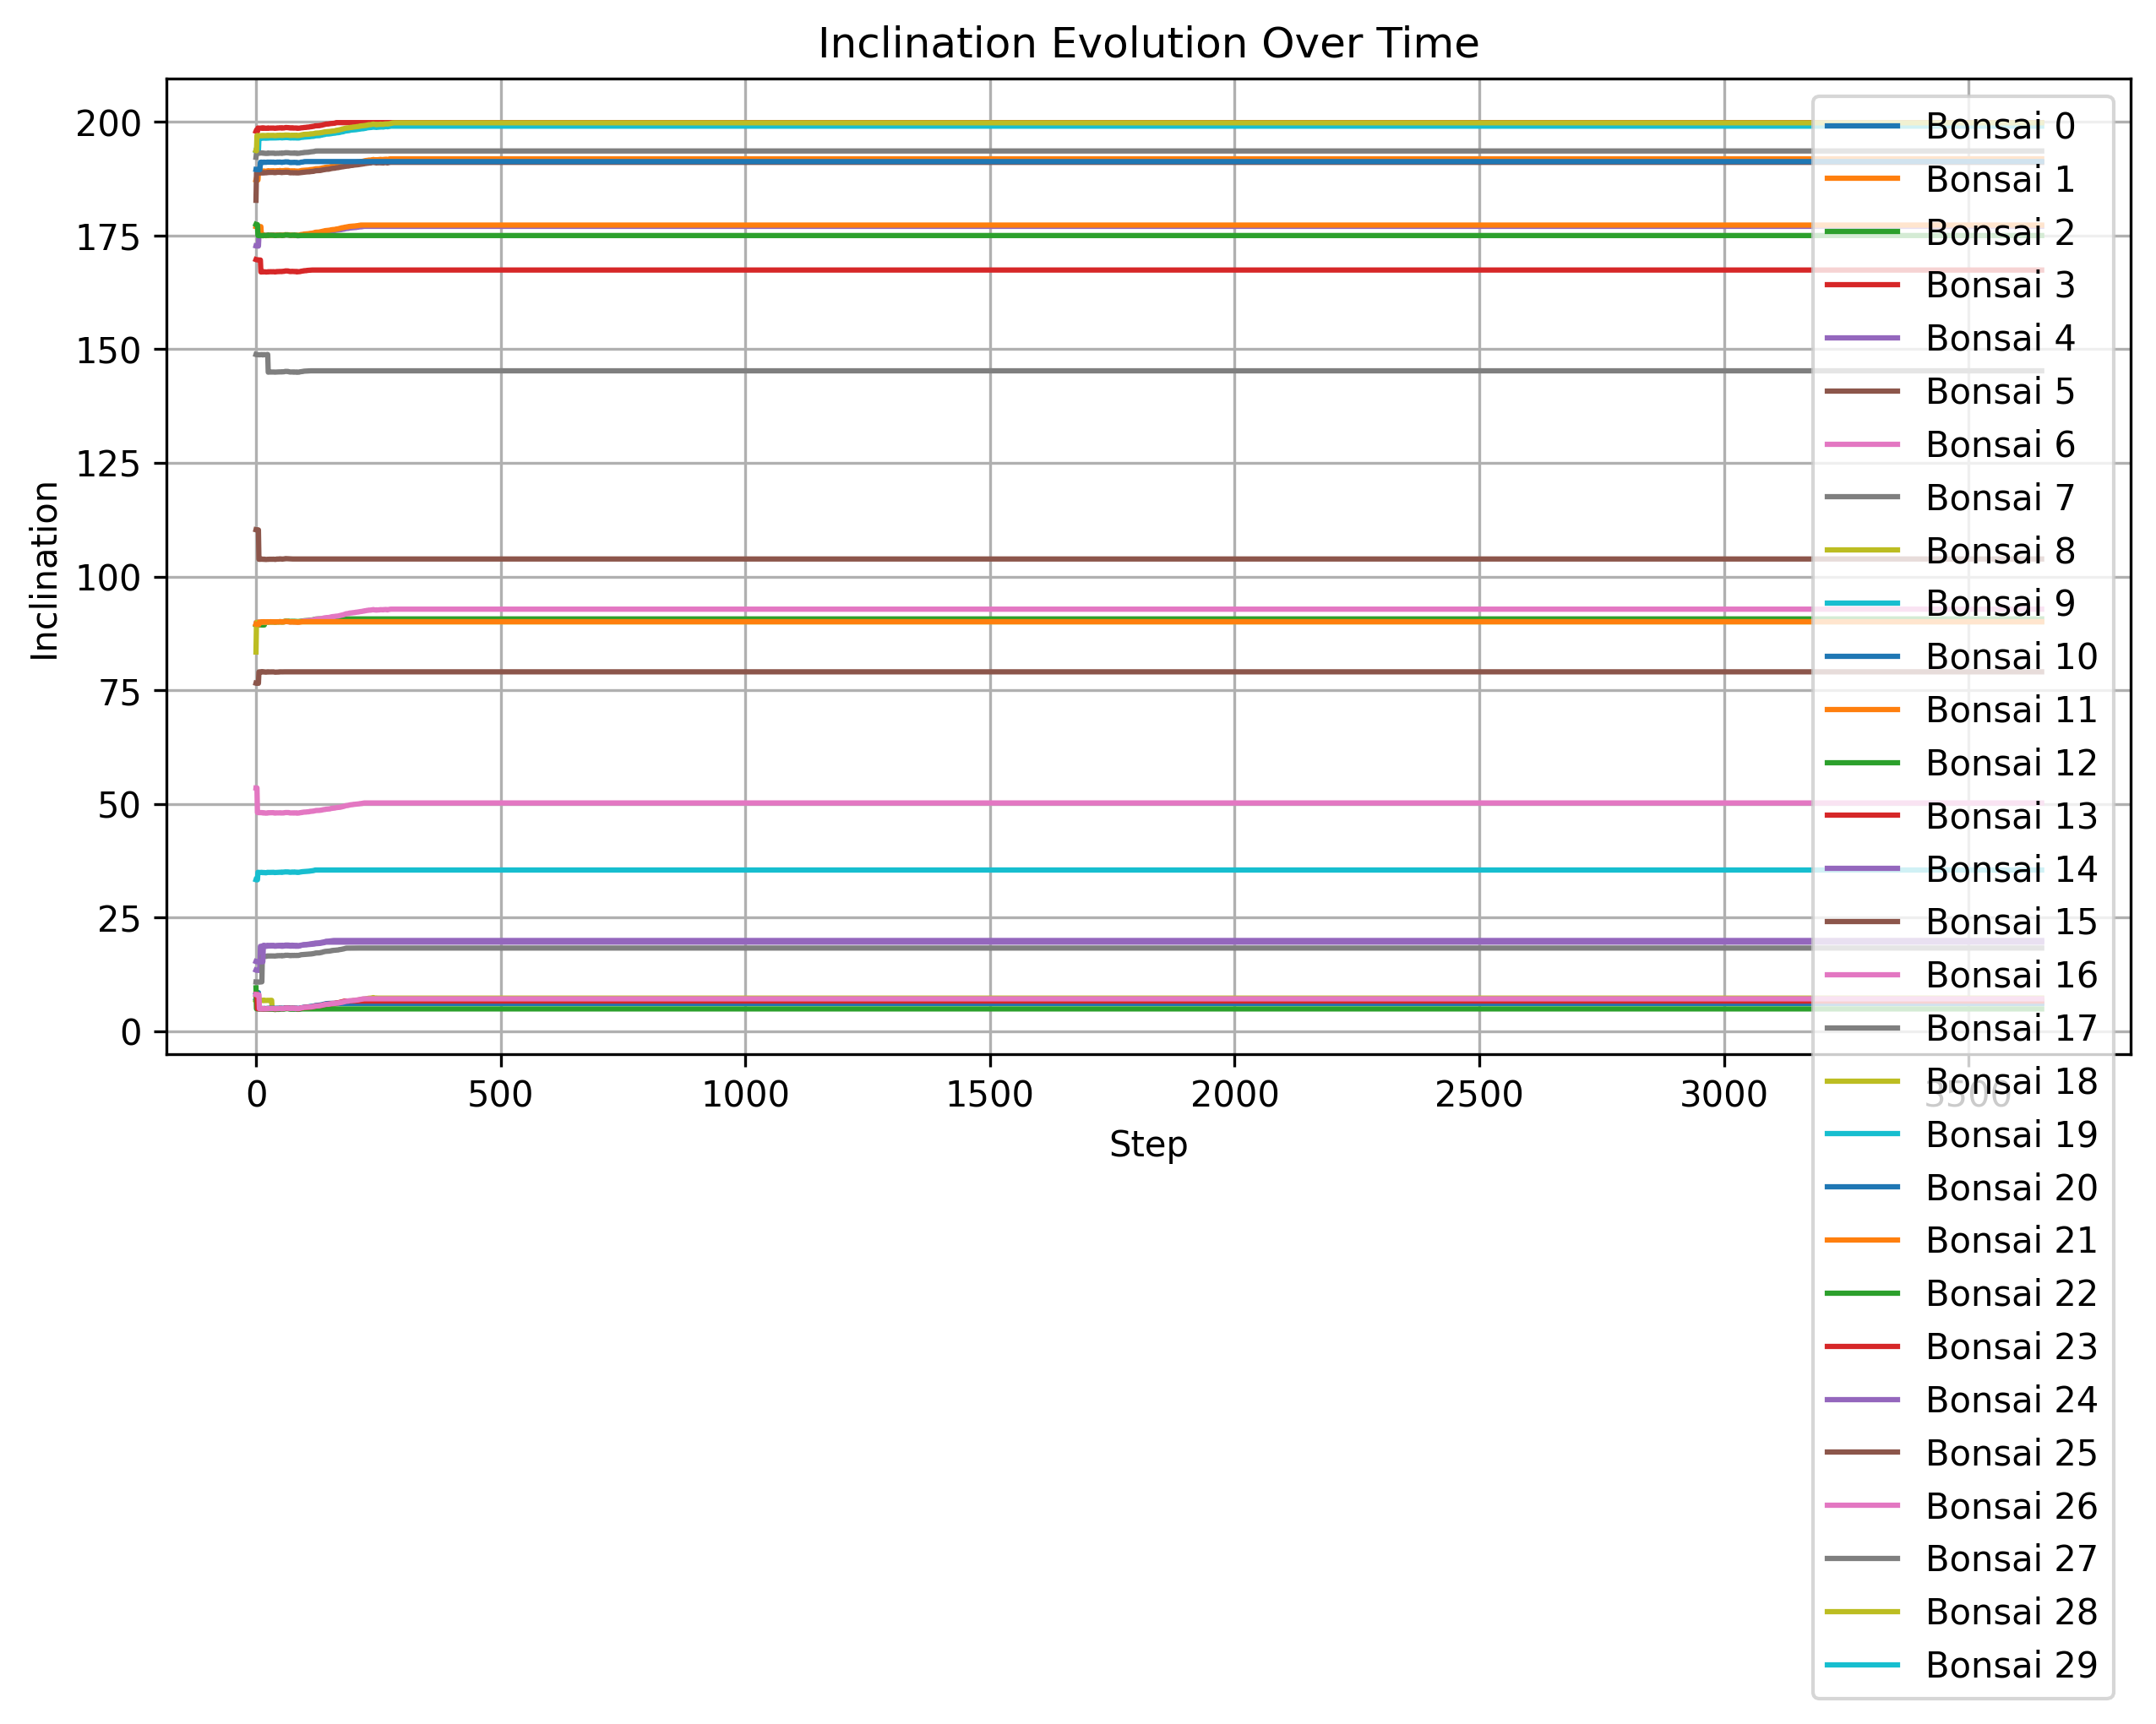 Inclination Evolution Over Time
Inclination
200
175
150
125
100
75
50
25
0
0
500
1000
1500
2000
2500
3000
3500
Step
Bonsai 0
Bonsai 1
Bonsai 2
Bonsai 3
Bonsai 4
Bonsai 5
Bonsai 6
Bonsai 7
Bonsai 8
Bonsai 9
Bonsai 10
Bonsai 11
Bonsai 12
Bonsai 13
Bonsai 14
Bonsai 15
Bonsai 16
Bonsai 17
Bonsai 18
Bonsai 19
Bonsai 20
Bonsai 21
Bonsai 22
Bonsai 23
Bonsai 24
Bonsai 25
Bonsai 26
Bonsai 27
Bonsai 28
Bonsai 29